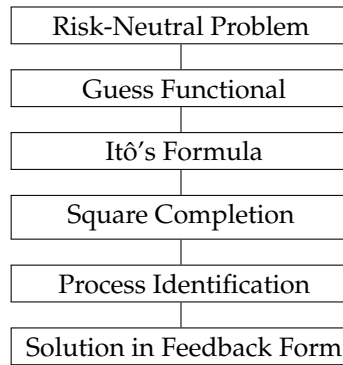 Risk-Neutral Problem
Guess Functional
Itô's Formula
Square Completion
Process Identification
Solution in Feedback Form